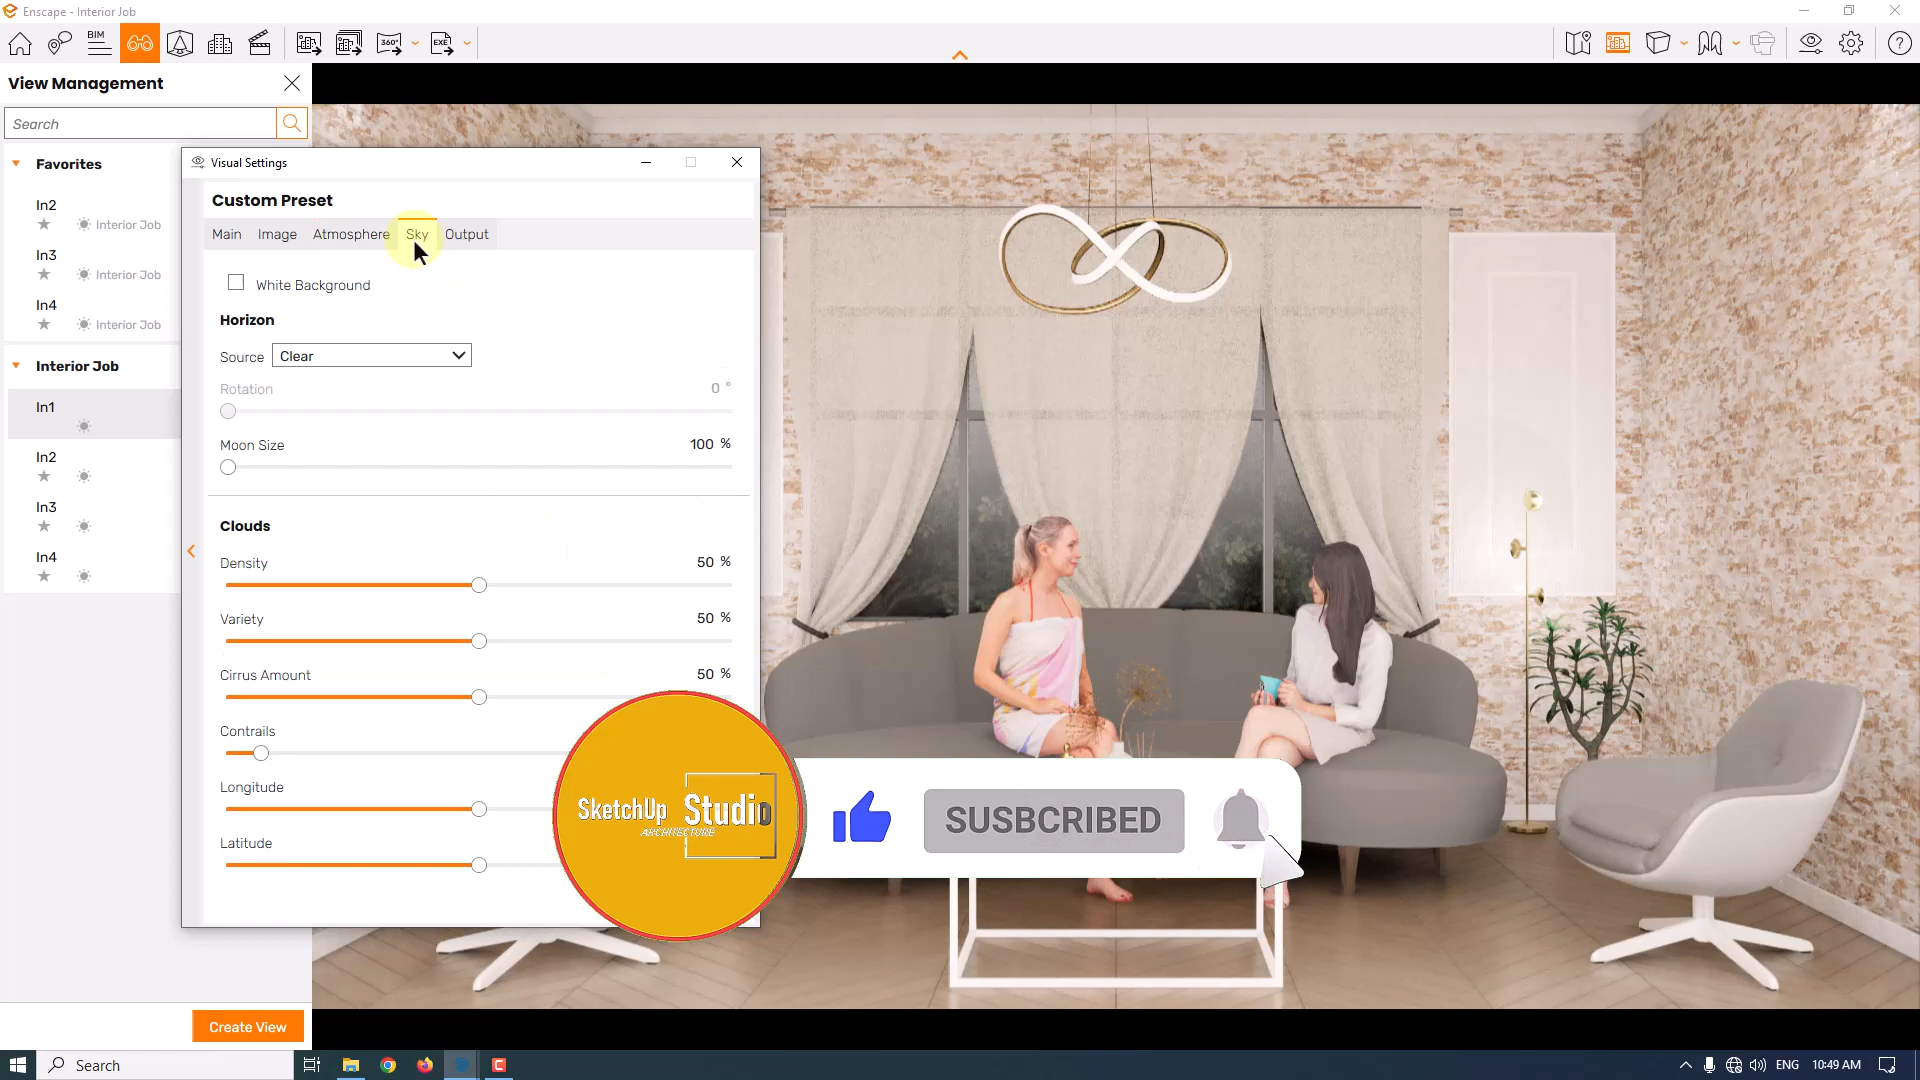 Enscape - Interior Job
BIM
360°
EXE
View Management
Search
Favorites
In2
Interior Job
In3
Interior Job
In4
Interior Job
Interior Job
In1
In2
In3
In4
Create View
Visual Settings
Custom Preset
Main Image Atmosphere Sky Output
White Background
Horizon
Source Clear
Rotation 0 °
Moon Size 100 %
Clouds
Density 50 %
Variety 50 %
Cirrus Amount 50 %
Contrails
Longitude
Latitude
SketchUp Studio
ARCHITECTURE
SUSBCRIBED
Search
ENG 10:49 AM